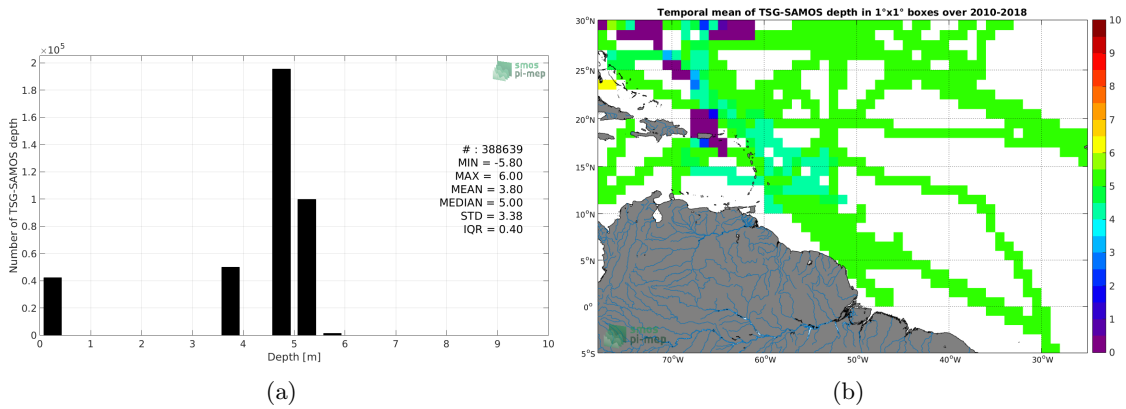 ×10⁵
2
1.8
1.6
1.4
1.2
1
0.8
0.6
0.4
0.2
0
Number of TSG-SAMOS depth
smos
pi-mep
# : 388639
MIN = -5.80
MAX = 6.00
MEAN = 3.80
MEDIAN = 5.00
STD = 3.38
IQR = 0.40
0 1 2 3 4 5 6 7 8 9 10
Depth [m]
(a)
Temporal mean of TSG-SAMOS depth in 1°x1° boxes over 2010-2018
30°N
25°N
20°N
15°N
10°N
5°N
0°
5°S
smos
pi-mep
70°W 60°W 50°W 40°W 30°W
10
9
8
7
6
5
4
3
2
1
0
(b)